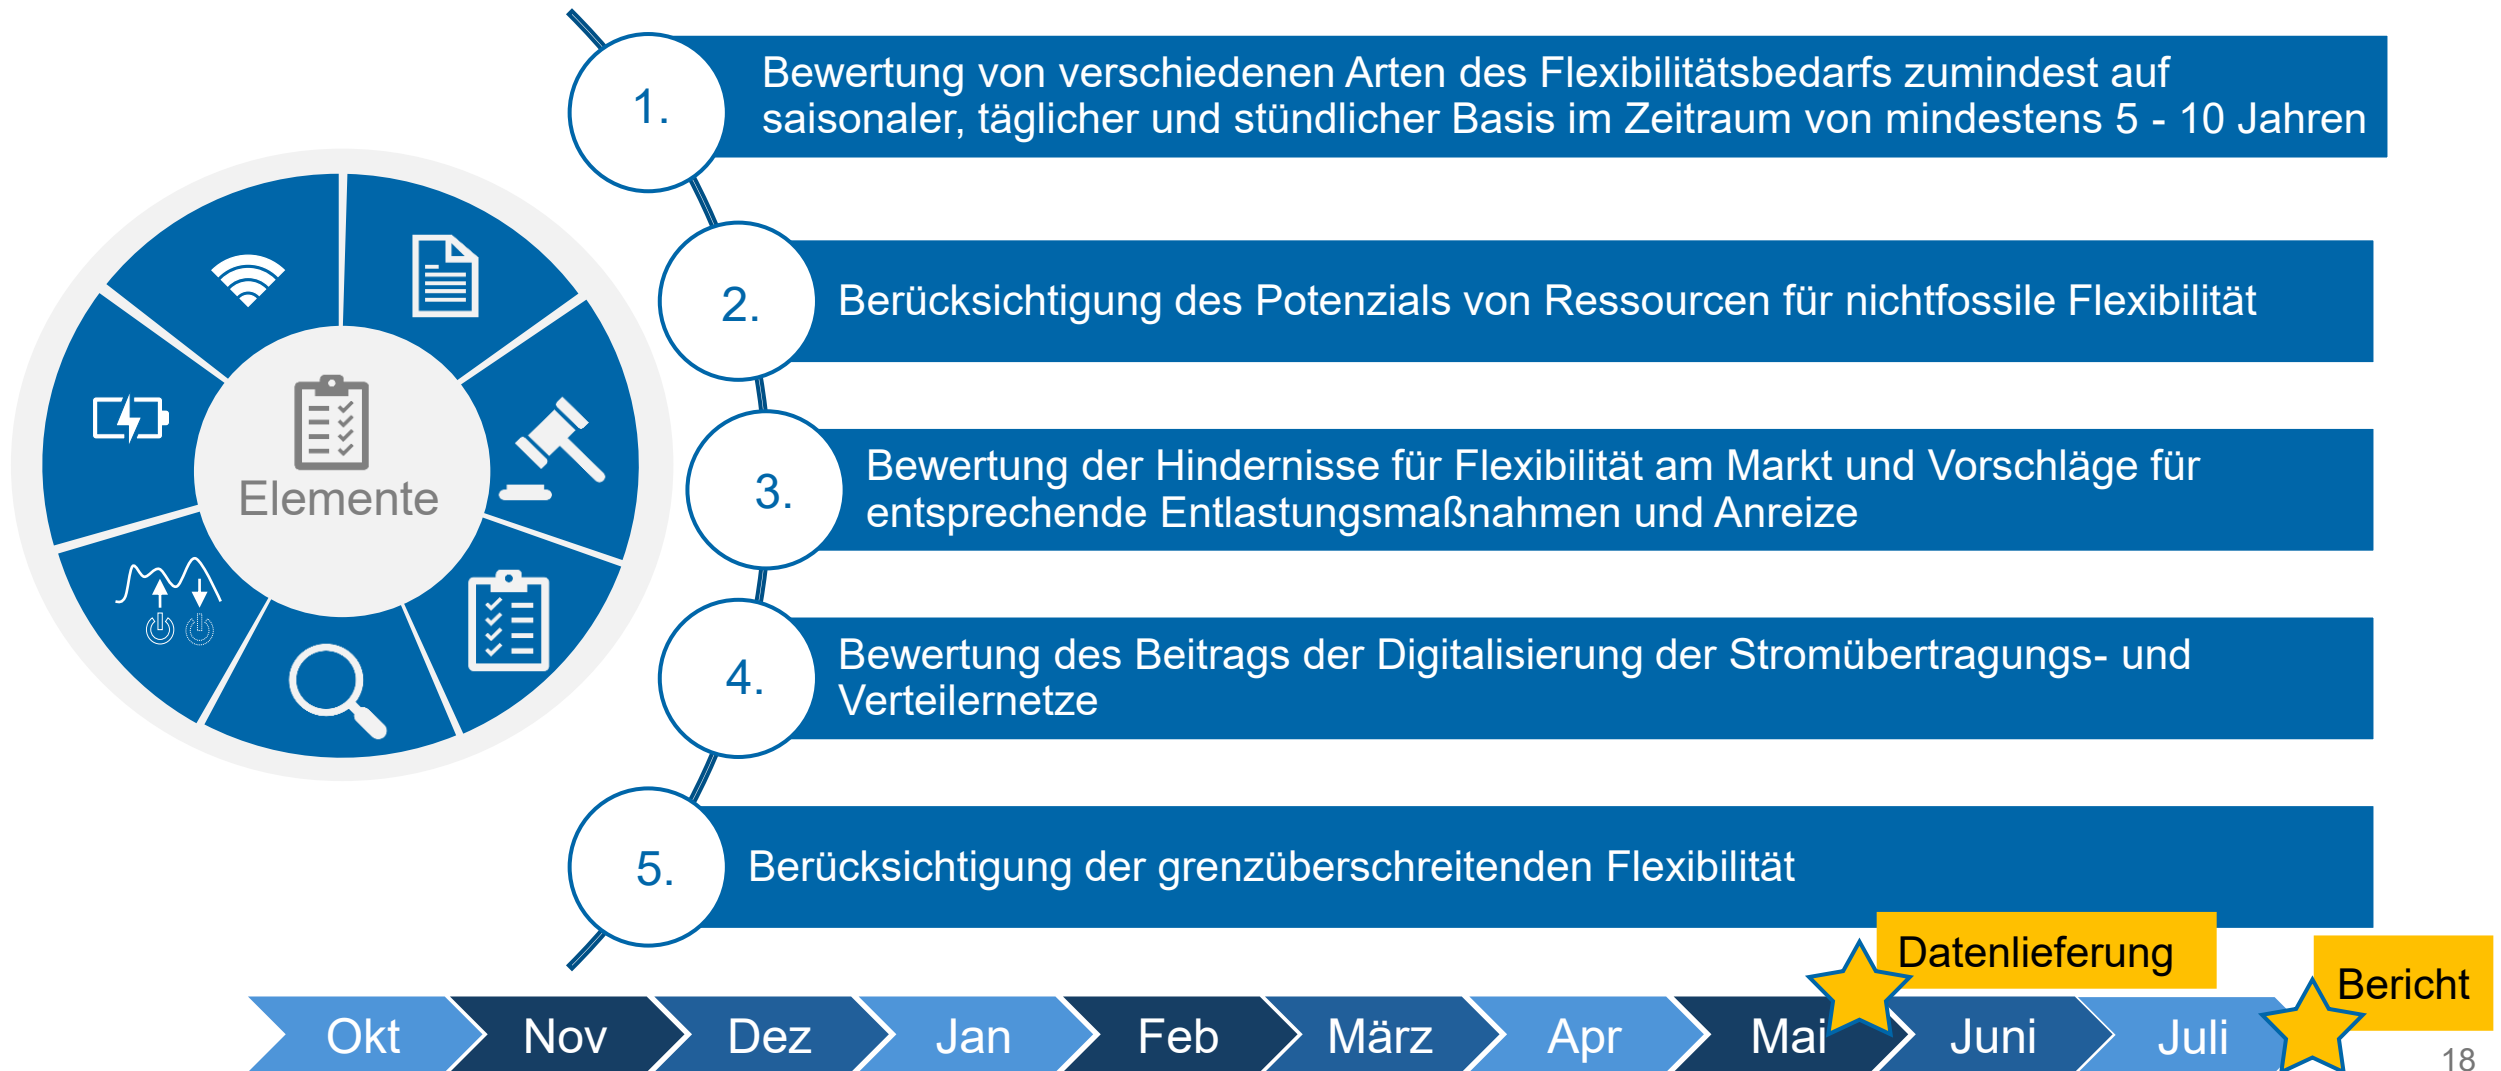 1.
Bewertung von verschiedenen Arten des Flexibilitätsbedarfs zumindest auf
saisonaler, täglicher und stündlicher Basis im Zeitraum von mindestens 5 - 10 Jahren
2.
Berücksichtigung des Potenzials von Ressourcen für nichtfossile Flexibilität
3.
Bewertung der Hindernisse für Flexibilität am Markt und Vorschläge für
entsprechende Entlastungsmaßnahmen und Anreize
Elemente
4.
Bewertung des Beitrags der Digitalisierung der Stromübertragungs- und
Verteilernetze
5.
Berücksichtigung der grenzüberschreitenden Flexibilität
Datenlieferung
Bericht
Okt
Nov
Dez
Jan
Feb
März
Apr
Mai
Juni
Juli
18